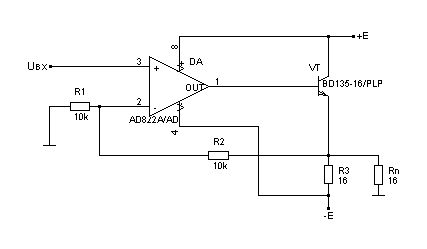 8
DA
+E
UВХ
3
+
OUT
1
VT
BD135-16/PLP
R1
10k
2
-
AD822A/AD
4
R2
10k
R3
16
Rn
16
-E